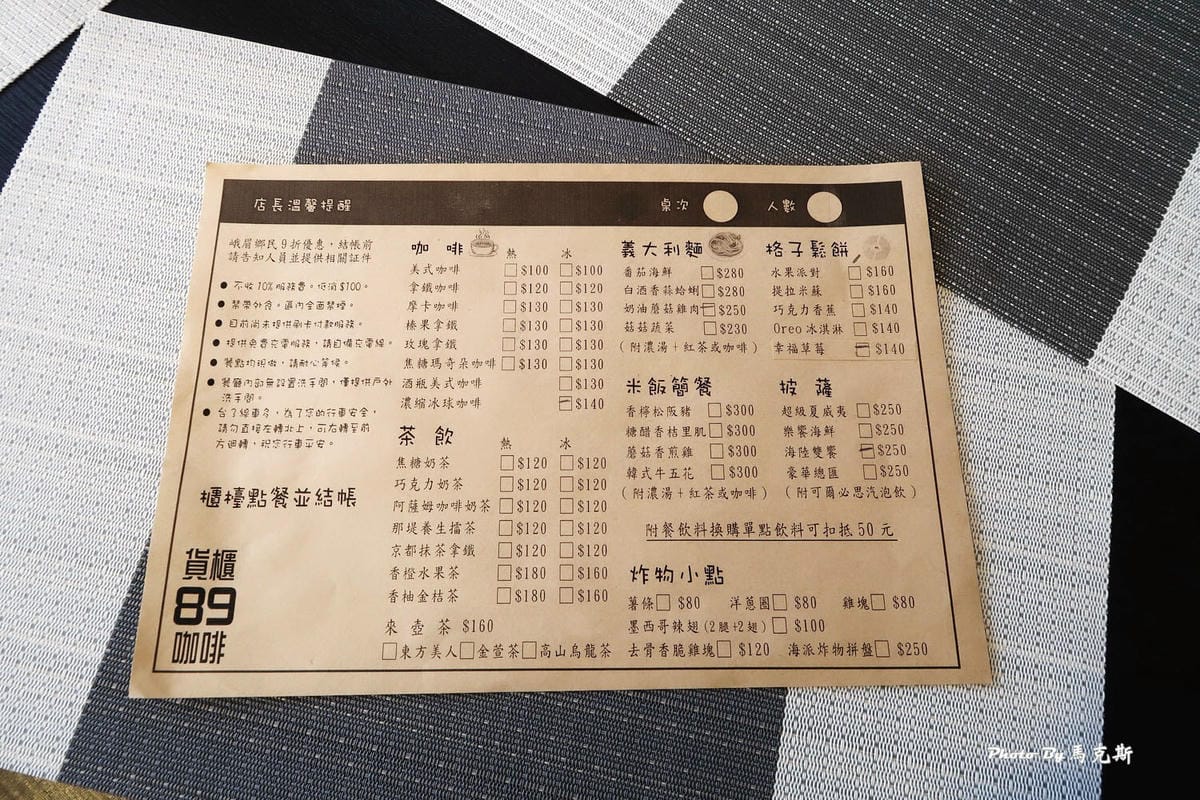 店長溫馨提醒
桌次
人數
峨眉鄉民9折優惠,結帳前
請告知人員並提供相關証件
● 不收10%服務費。低消$100。
● 禁帶外食。區內全面禁煙。
● 目前尚未提供刷卡付款服務。
● 提供免費充電服務,請自備充電線。
● 餐點均現做,請耐心等候。
● 餐廳內部無設置洗手間,僅提供戶外
洗手間。
● 台3線車多,為了您的行車安全,
請勿直接左轉北上,可右轉至前
方迴轉,祝您行車平安。
櫃檯點餐並結帳
貨櫃
89
咖啡
咖啡 熱 冰
美式咖啡 □$100 □$100
拿鐵咖啡 □$120 □$120
摩卡咖啡 □$130 □$130
榛果拿鐵 □$130 □$130
玫瑰拿鐵 □$130 □$130
焦糖瑪奇朵咖啡□$130 □$130
酒瓶美式咖啡 □$130
濃縮冰球咖啡 □$140
茶飲 熱 冰
焦糖奶茶 □$120 □$120
巧克力奶茶 □$120 □$120
阿薩姆咖啡奶茶□$120 □$120
那堤養生擂茶 □$120 □$120
京都抹茶拿鐵 □$120 □$120
香橙水果茶 □$180 □$160
香柚金桔茶 □$180 □$160
來壺茶 $160
□東方美人□金萱茶□高山烏龍茶
義大利麵
番茄海鮮 □$280
白酒香蒜蛤蜊□$280
奶油蘑菇雞肉□$250
菇菇蔬菜 □$230
(附濃湯+紅茶或咖啡)
格子鬆餅
水果派對 □$160
提拉米蘇 □$160
巧克力香蕉 □$140
Oreo冰淇淋 □$140
幸福草莓 □$140
米飯簡餐
香檸松阪豬 □$300
糖醋香桔里肌□$300
蘑菇香煎雞 □$300
韓式牛五花 □$300
(附濃湯+紅茶或咖啡)
披薩
超級夏威夷 □$250
樂饗海鮮 □$250
海陸雙饗 □$250
豪華總匯 □$250
(附可爾必思汽泡飲)
附餐飲料換購單點飲料可扣抵50元
炸物小點
薯條□ $80 洋蔥圈□ $80 雞塊□ $80
墨西哥辣翅(2腿+2翅) □ $100
去骨香脆雞塊□ $120 海派炸物拼盤□ $250
Photo By 馬克斯